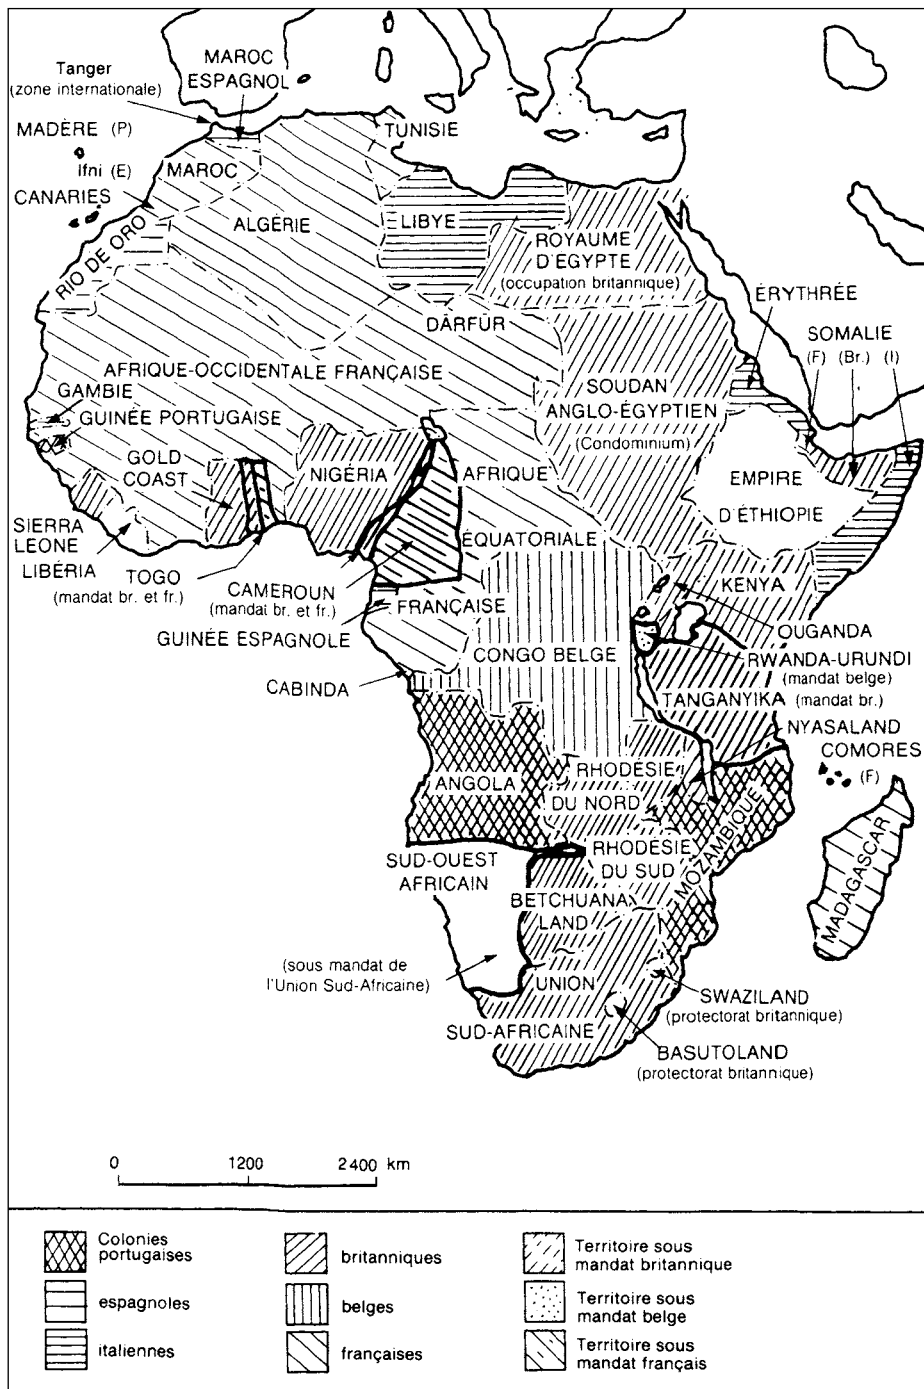 Tanger
(zone internationale)
MAROC
ESPAGNOL
MADÈRE (P)
Ifni (E)
CANARIES
MAROC
TUNISIE
ALGÉRIE
LIBYE
RIO DE ORO
ROYAUME
D'ÉGYPTE
(occupation britannique)
DARFUR
ÉRYTHRÉE
SOMALIE
(F) (Br.) (I)
AFRIQUE-OCCIDENTALE FRANÇAISE
GAMBIE
GUINÉE PORTUGAISE
SOUDAN
ANGLO-ÉGYPTIEN
(Condominium)
GOLD
COAST
NIGÉRIA
AFRIQUE
EMPIRE
D'ÉTHIOPIE
SIERRA
LEONE
LIBÉRIA
TOGO
(mandat br. et fr.)
CAMEROUN
(mandat br. et fr.)
ÉQUATORIALE
GUINÉE ESPAGNOLE
FRANÇAISE
KENYA
OUGANDA
CONGO BELGE
RWANDA-URUNDI
(mandat belge)
CABINDA
TANGANYIKA (mandat br.)
NYASALAND
COMORES
(F)
ANGOLA
RHODÉSIE
DU NORD
MOZAMBIQUE
MADAGASCAR
SUD-OUEST
AFRICAIN
RHODÉSIE
DU SUD
BETCHUANA
LAND
(sous mandat de
l'Union Sud-Africaine)
UNION
SUD-AFRICAINE
SWAZILAND
(protectorat britannique)
BASUTOLAND
(protectorat britannique)
0 1200 2400 km
Colonies
portugaises
espagnoles
italiennes
britanniques
belges
françaises
Territoire sous
mandat britannique
Territoire sous
mandat belge
Territoire sous
mandat français